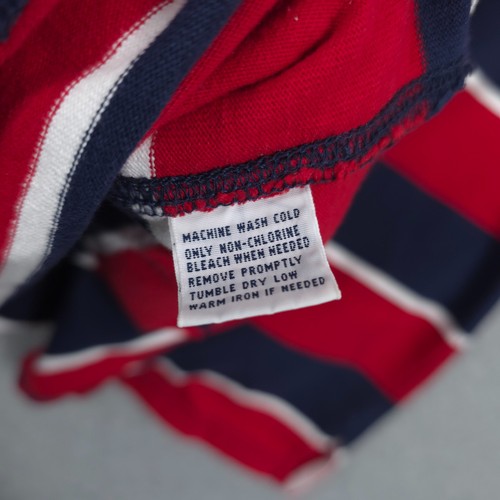 MACHINE WASH COLD
ONLY NON-CHLORINE
BLEACH WHEN NEEDED
REMOVE PROMPTLY
TUMBLE DRY LOW
WARM IRON IF NEEDED